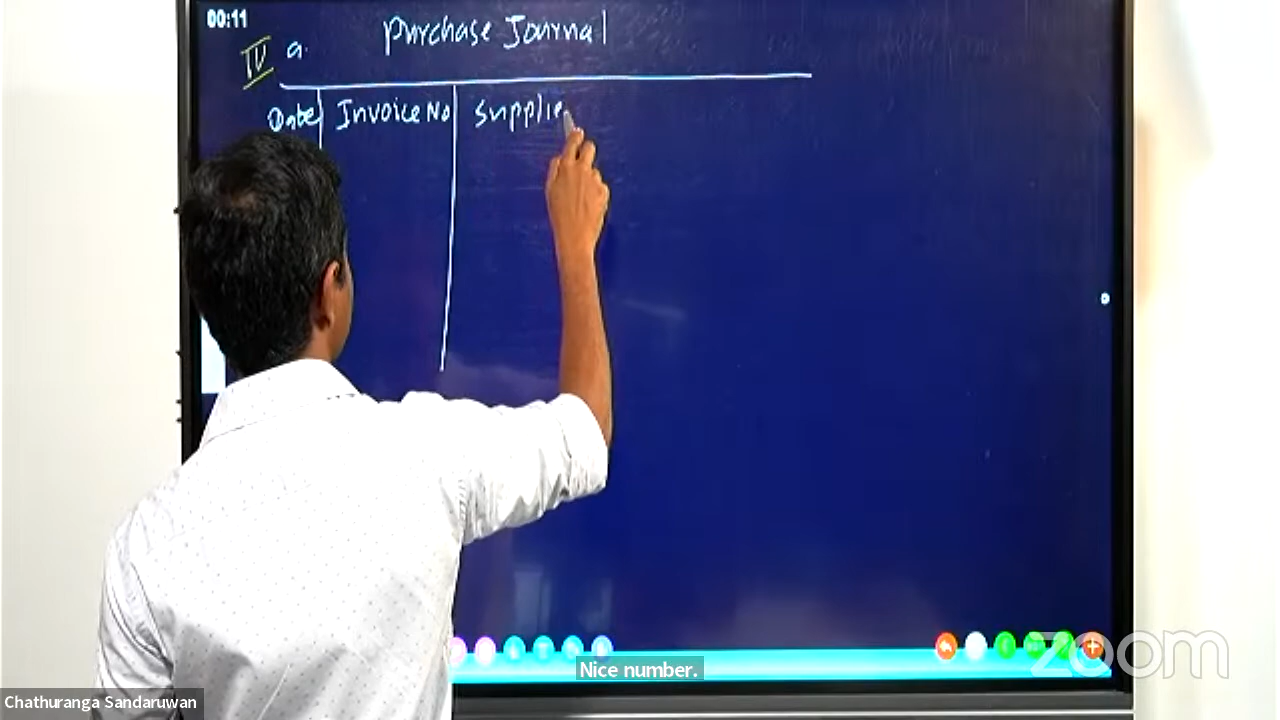 00:11
IV a. Purchase Journal
Date Invoice No Supplie
Nice number.
zoom
Chathuranga Sandaruwan